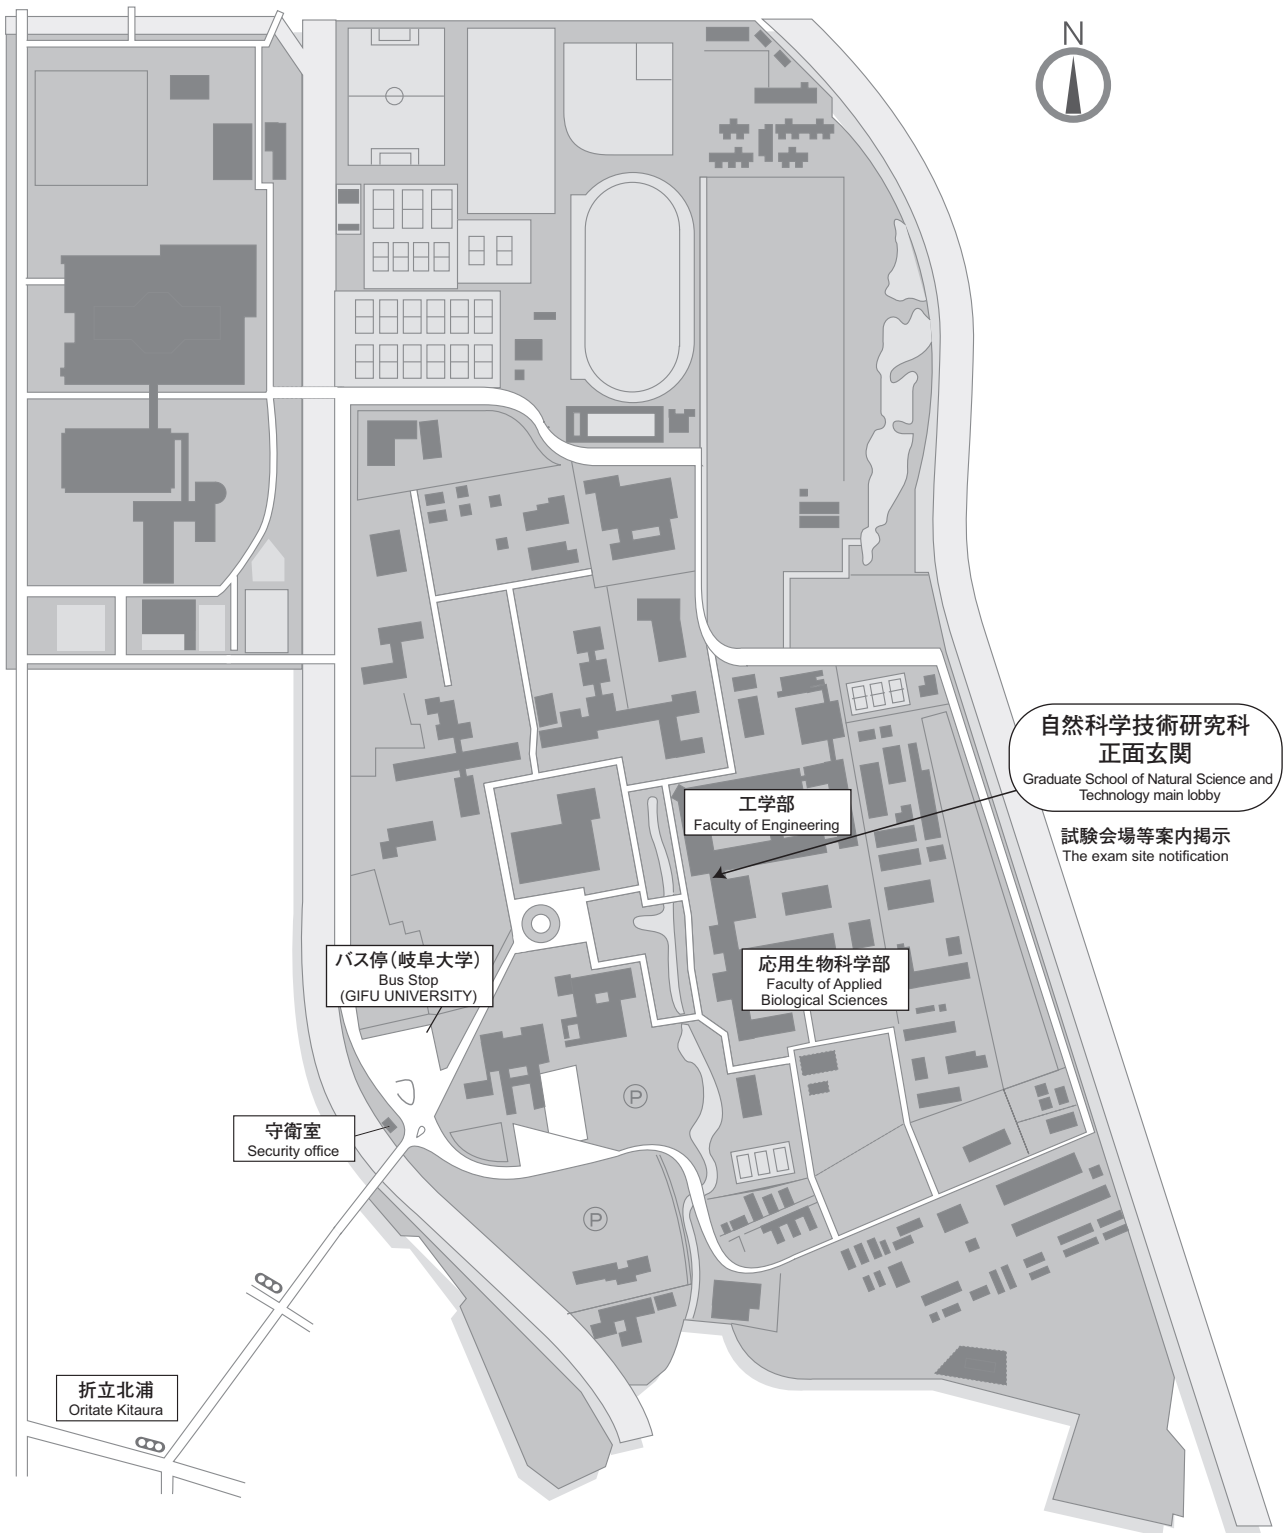 N
自然科学技術研究科
正面玄関
Graduate School of Natural Science and
Technology main lobby
試験会場等案内掲示
The exam site notification
工学部
Faculty of Engineering
バス停（岐阜大学）
Bus Stop
(GIFU UNIVERSITY)
応用生物科学部
Faculty of Applied
Biological Sciences
P
守衛室
Security office
P
折立北浦
Oritate Kitaura